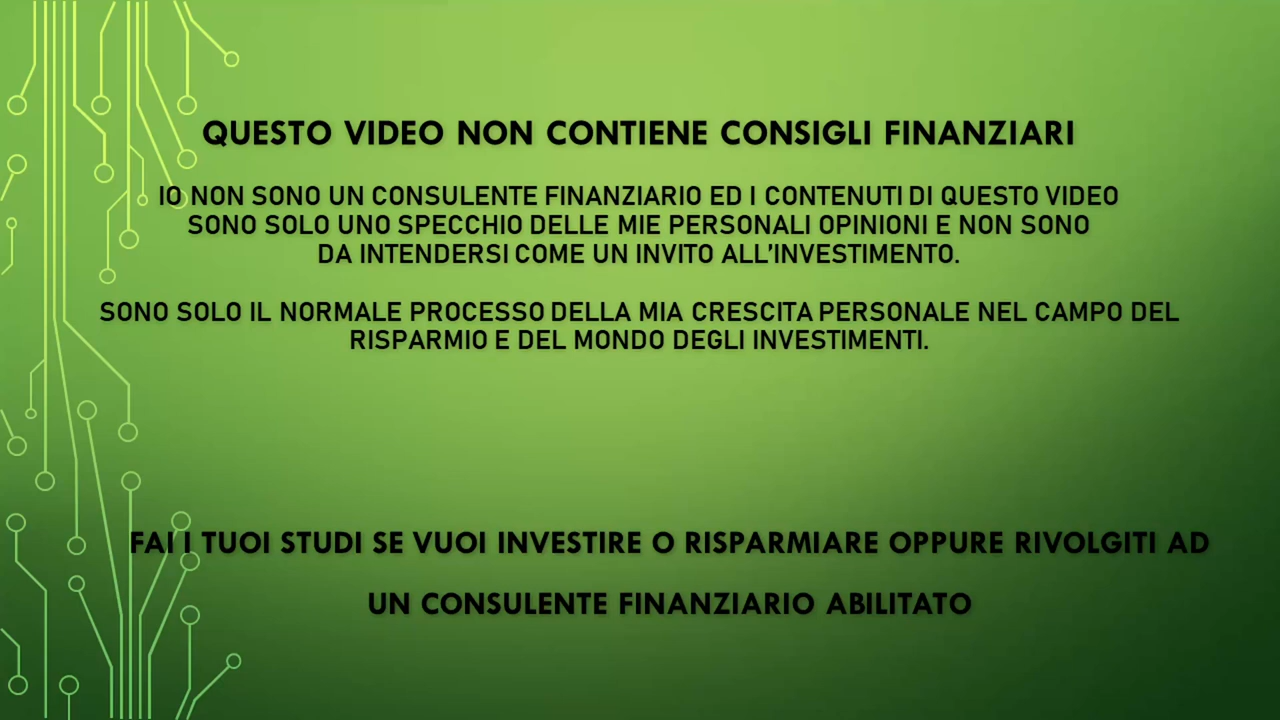 QUESTO VIDEO NON CONTIENE CONSIGLI FINANZIARI
IO NON SONO UN CONSULENTE FINANZIARIO ED I CONTENUTI DI QUESTO VIDEO
SONO SOLO UNO SPECCHIO DELLE MIE PERSONALI OPINIONI E NON SONO
DA INTENDERSI COME UN INVITO ALL'INVESTIMENTO.
SONO SOLO IL NORMALE PROCESSO DELLA MIA CRESCITA PERSONALE NEL CAMPO DEL
RISPARMIO E DEL MONDO DEGLI INVESTIMENTI.
FAI I TUOI STUDI SE VUOI INVESTIRE O RISPARMIARE OPPURE RIVOLGITI AD
UN CONSULENTE FINANZIARIO ABILITATO